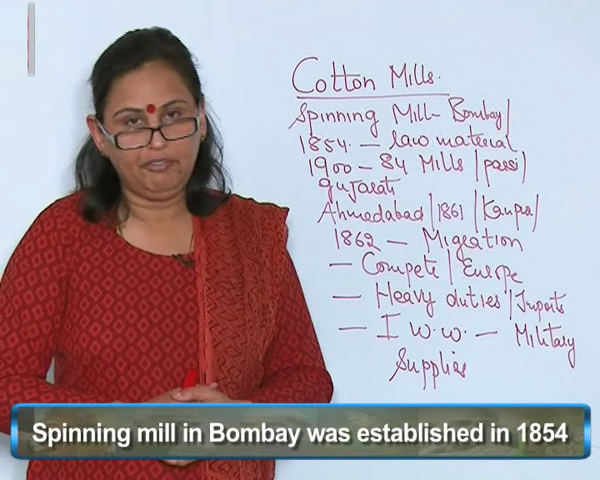 Cotton Mills.
Spinning Mill- Bombay/
1854. - law material
1900 - 84 Mills / passi/
gujarati
Ahmedabad / 1861 / Kanpur/
1862 - Migration
- Compete / Europe
- Heavy duties / Imports
- I W.W. - Military
Supplies
Spinning mill in Bombay was established in 1854